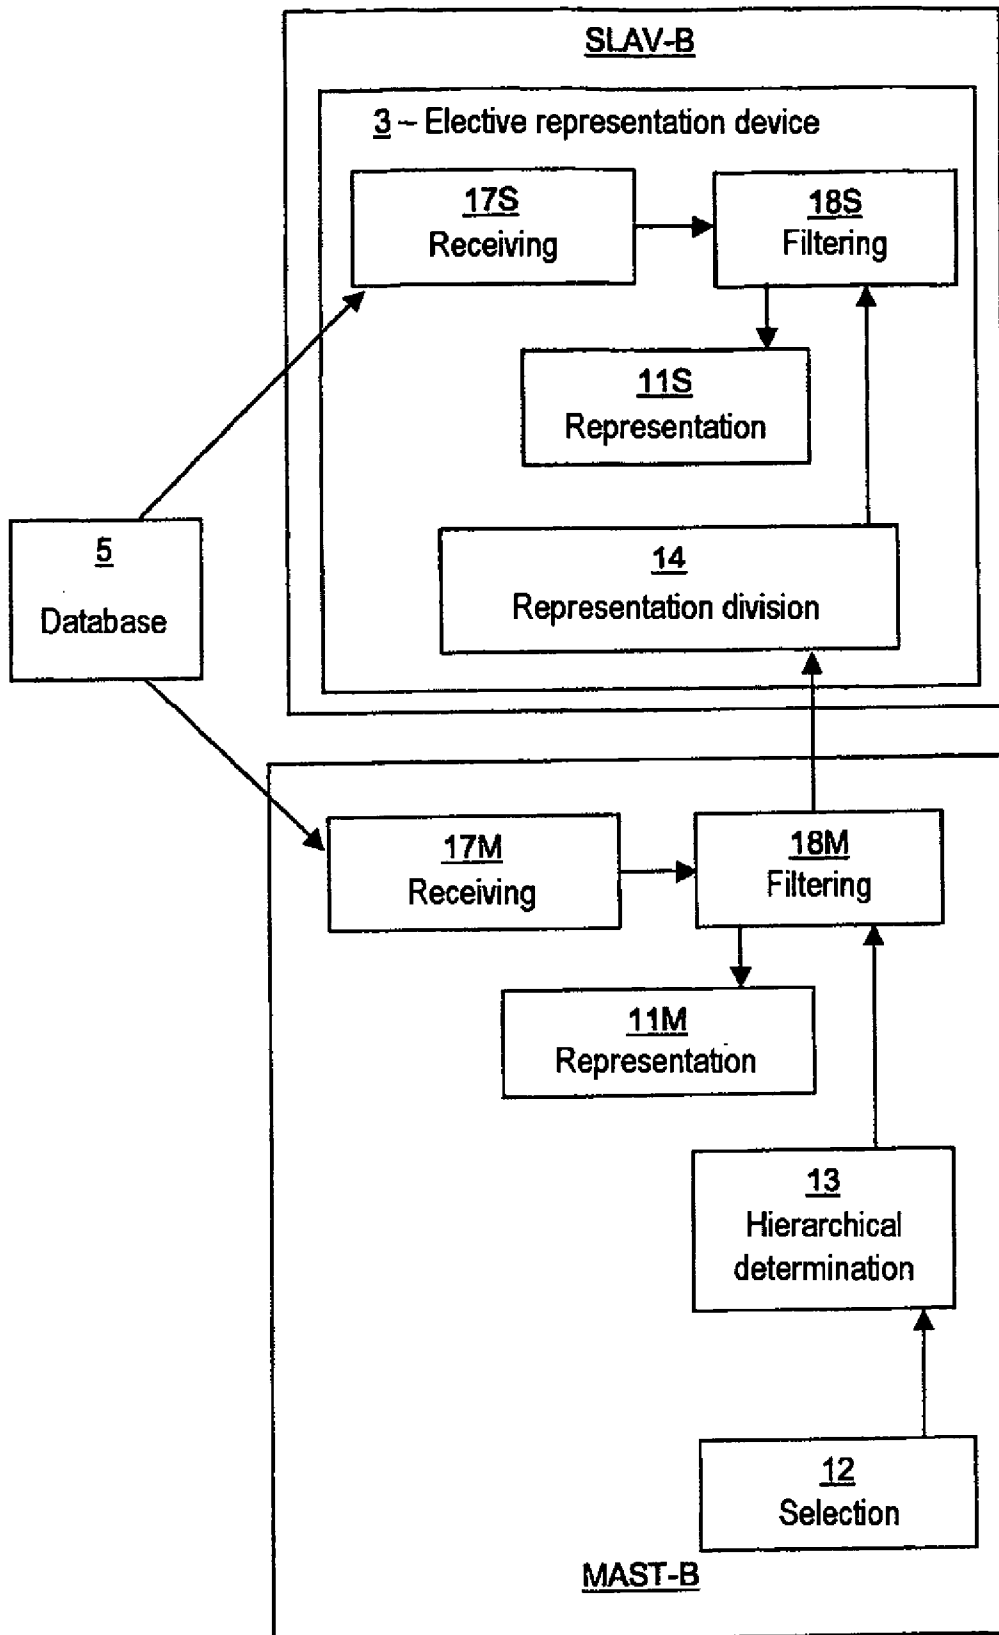 SLAV-B
3 – Elective representation device
17S
Receiving
18S
Filtering
11S
Representation
5
Database
14
Representation division
17M
Receiving
18M
Filtering
11M
Representation
13
Hierarchical
determination
12
Selection
MAST-B